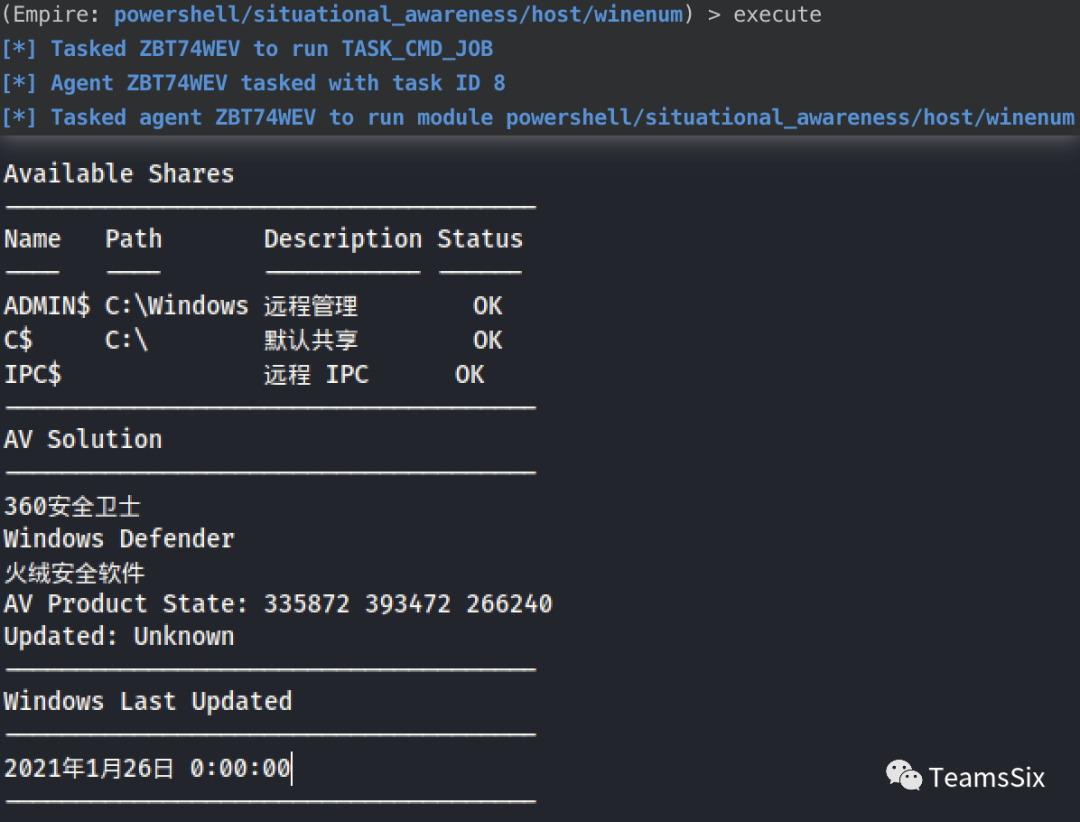 (Empire: powershell/situational_awareness/host/winenum) > execute
[*] Tasked ZBT74WEV to run TASK_CMD_JOB
[*] Agent ZBT74WEV tasked with task ID 8
[*] Tasked agent ZBT74WEV to run module powershell/situational_awareness/host/winenum
Available Shares
Name Path Description Status
ADMIN$ C:\Windows 远程管理 OK
C$ C:\ 默认共享 OK
IPC$ 远程 IPC OK
AV Solution
360安全卫士
Windows Defender
火绒安全软件
AV Product State: 335872 393472 266240
Updated: Unknown
Windows Last Updated
2021年1月26日 0:00:00
TeamsSix